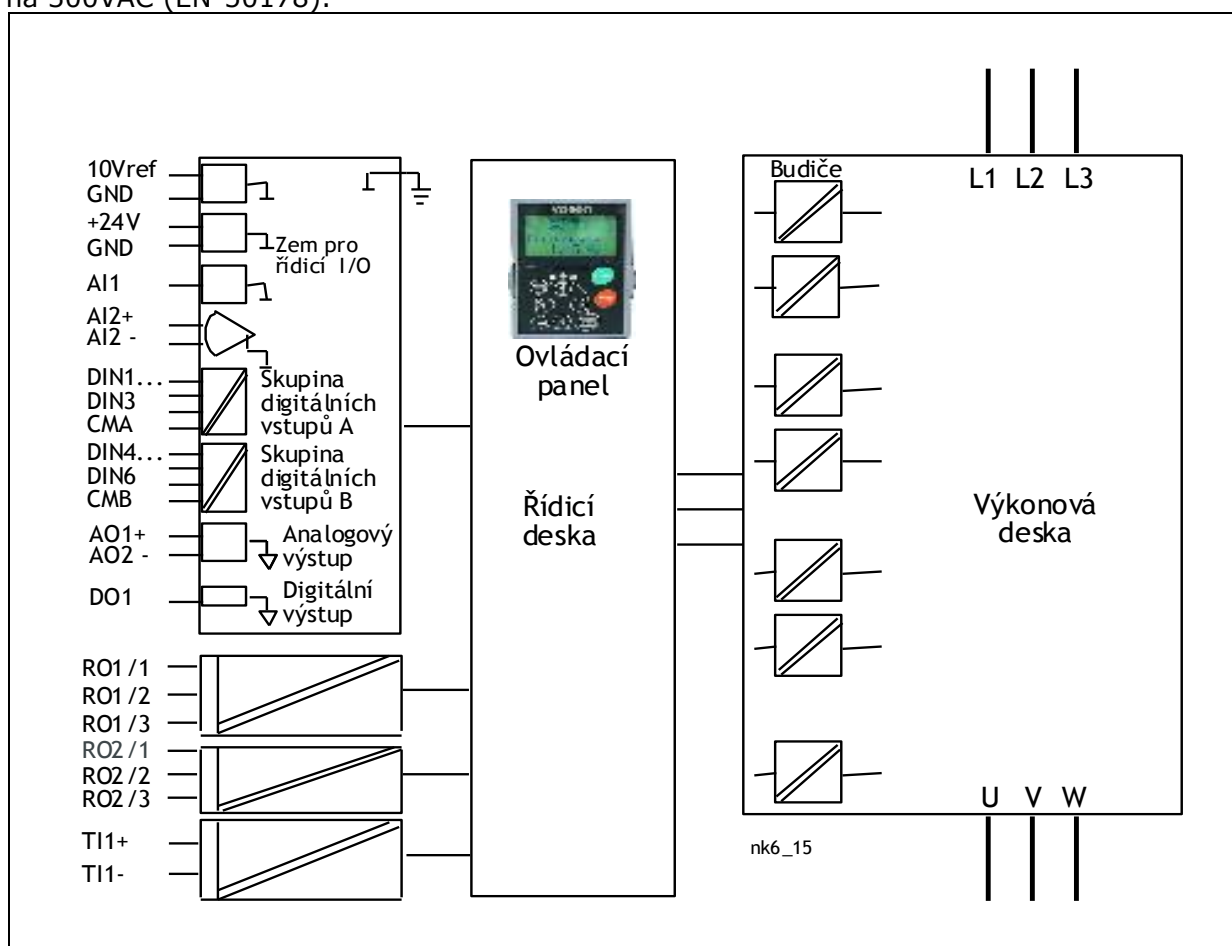 na 300VAC (EN-50178).
10Vref
GND
+24V
GND
Zem pro
řídicí I/O
AI1
AI2+
AI2 -
DIN1...
DIN3
CMA
Skupina
digitálních
vstupů A
DIN4...
DIN6
CMB
Skupina
digitálních
vstupů B
AO1+
AO2 -
Analogový
výstup
DO1
Digitální
výstup
RO1/1
RO1/2
RO1/3
RO2/1
RO2/2
RO2/3
TI1+
TI1-
Ovládací
panel
Řídicí
deska
Budiče
L1 L2 L3
Výkonová
deska
U V W
nk6_15